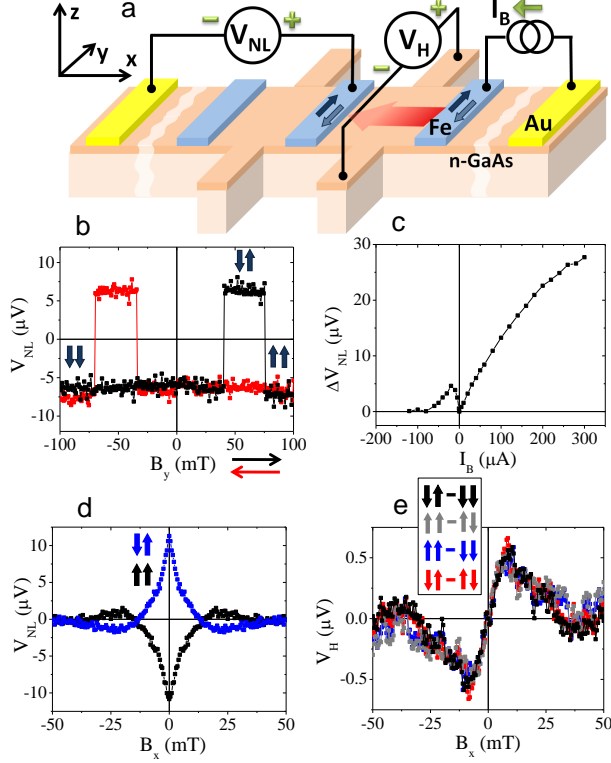 a
z
y
x
− V_NL +
V_H
+
−
I_B
Fe
Au
n-GaAs
b
V_NL (μV)
10
5
0
-5
-10
-100 -50 0 50 100
B_y (mT)
c
ΔV_NL (μV)
30
20
10
0
-200 -100 0 100 200 300 400
I_B (μA)
d
V_NL (μV)
10
5
0
-5
-10
-50 -25 0 25 50
B_x (mT)
e
V_H (μV)
0.5
0.0
-0.5
-50 -25 0 25 50
B_x (mT)
↓↑−↓↓
↑↑−↑↓
↑↑−↓↓
↓↑−↑↓